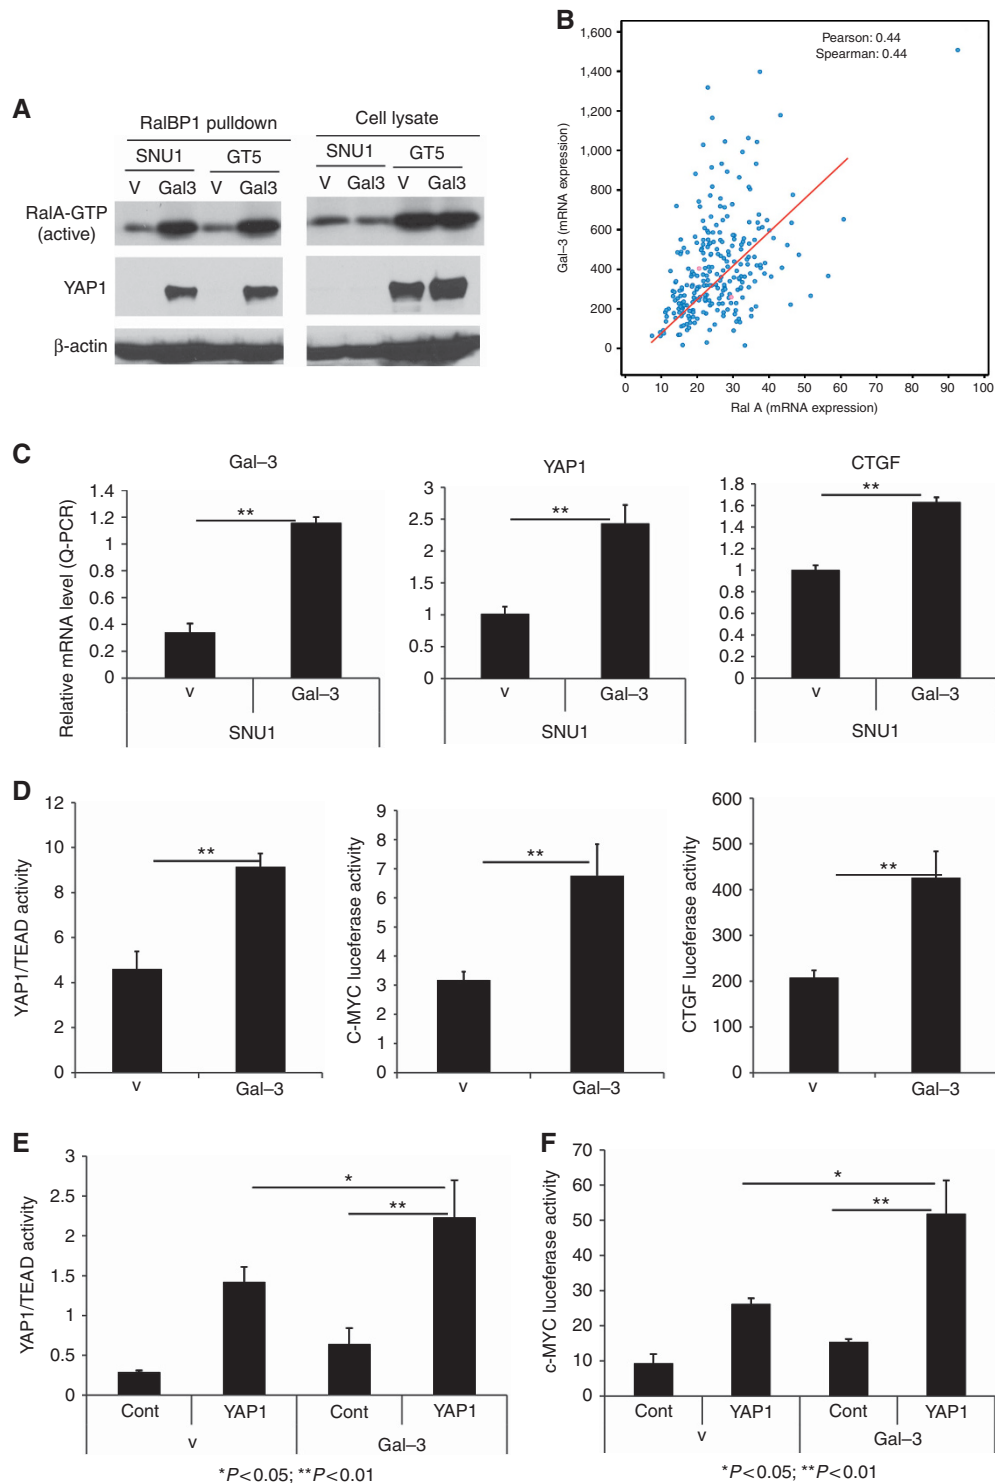 A
RalBP1 pulldown
Cell lysate
SNU1
GT5
SNU1
GT5
V
Gal3
V
Gal3
V
Gal3
V
Gal3
RalA-GTP
(active)
YAP1
β-actin
B
Pearson: 0.44
Spearman: 0.44
Gal–3 (mRNA expression)
1,600
1,400
1,200
1,000
800
600
400
200
0
0 10 20 30 40 50 60 70 80 90 100
Ral A (mRNA expression)
C
Gal–3
Relative mRNA level (Q-PCR)
1.4
1.2
1
0.8
0.6
0.4
0.2
0
**
v
Gal–3
SNU1
YAP1
3
2.5
2
1.5
1
0.5
0
**
v
Gal–3
SNU1
CTGF
1.8
1.6
1.4
1.2
1
0.8
0.6
0.4
0.2
0
**
v
Gal–3
SNU1
D
YAP1/TEAD activity
12
10
8
6
4
2
0
**
v
Gal–3
C-MYC luceferase activity
9
8
7
6
5
4
3
2
1
0
**
v
Gal–3
CTGF luceferase activity
600
500
400
300
200
100
0
**
v
Gal–3
E
YAP1/TEAD activity
3
2.5
2
1.5
1
0.5
0
*
**
Cont YAP1 Cont YAP1
v
Gal–3
*P<0.05; **P<0.01
F
c-MYC luceferase activity
70
60
50
40
30
20
10
0
*
**
Cont YAP1 Cont YAP1
v
Gal–3
*P<0.05; **P<0.01